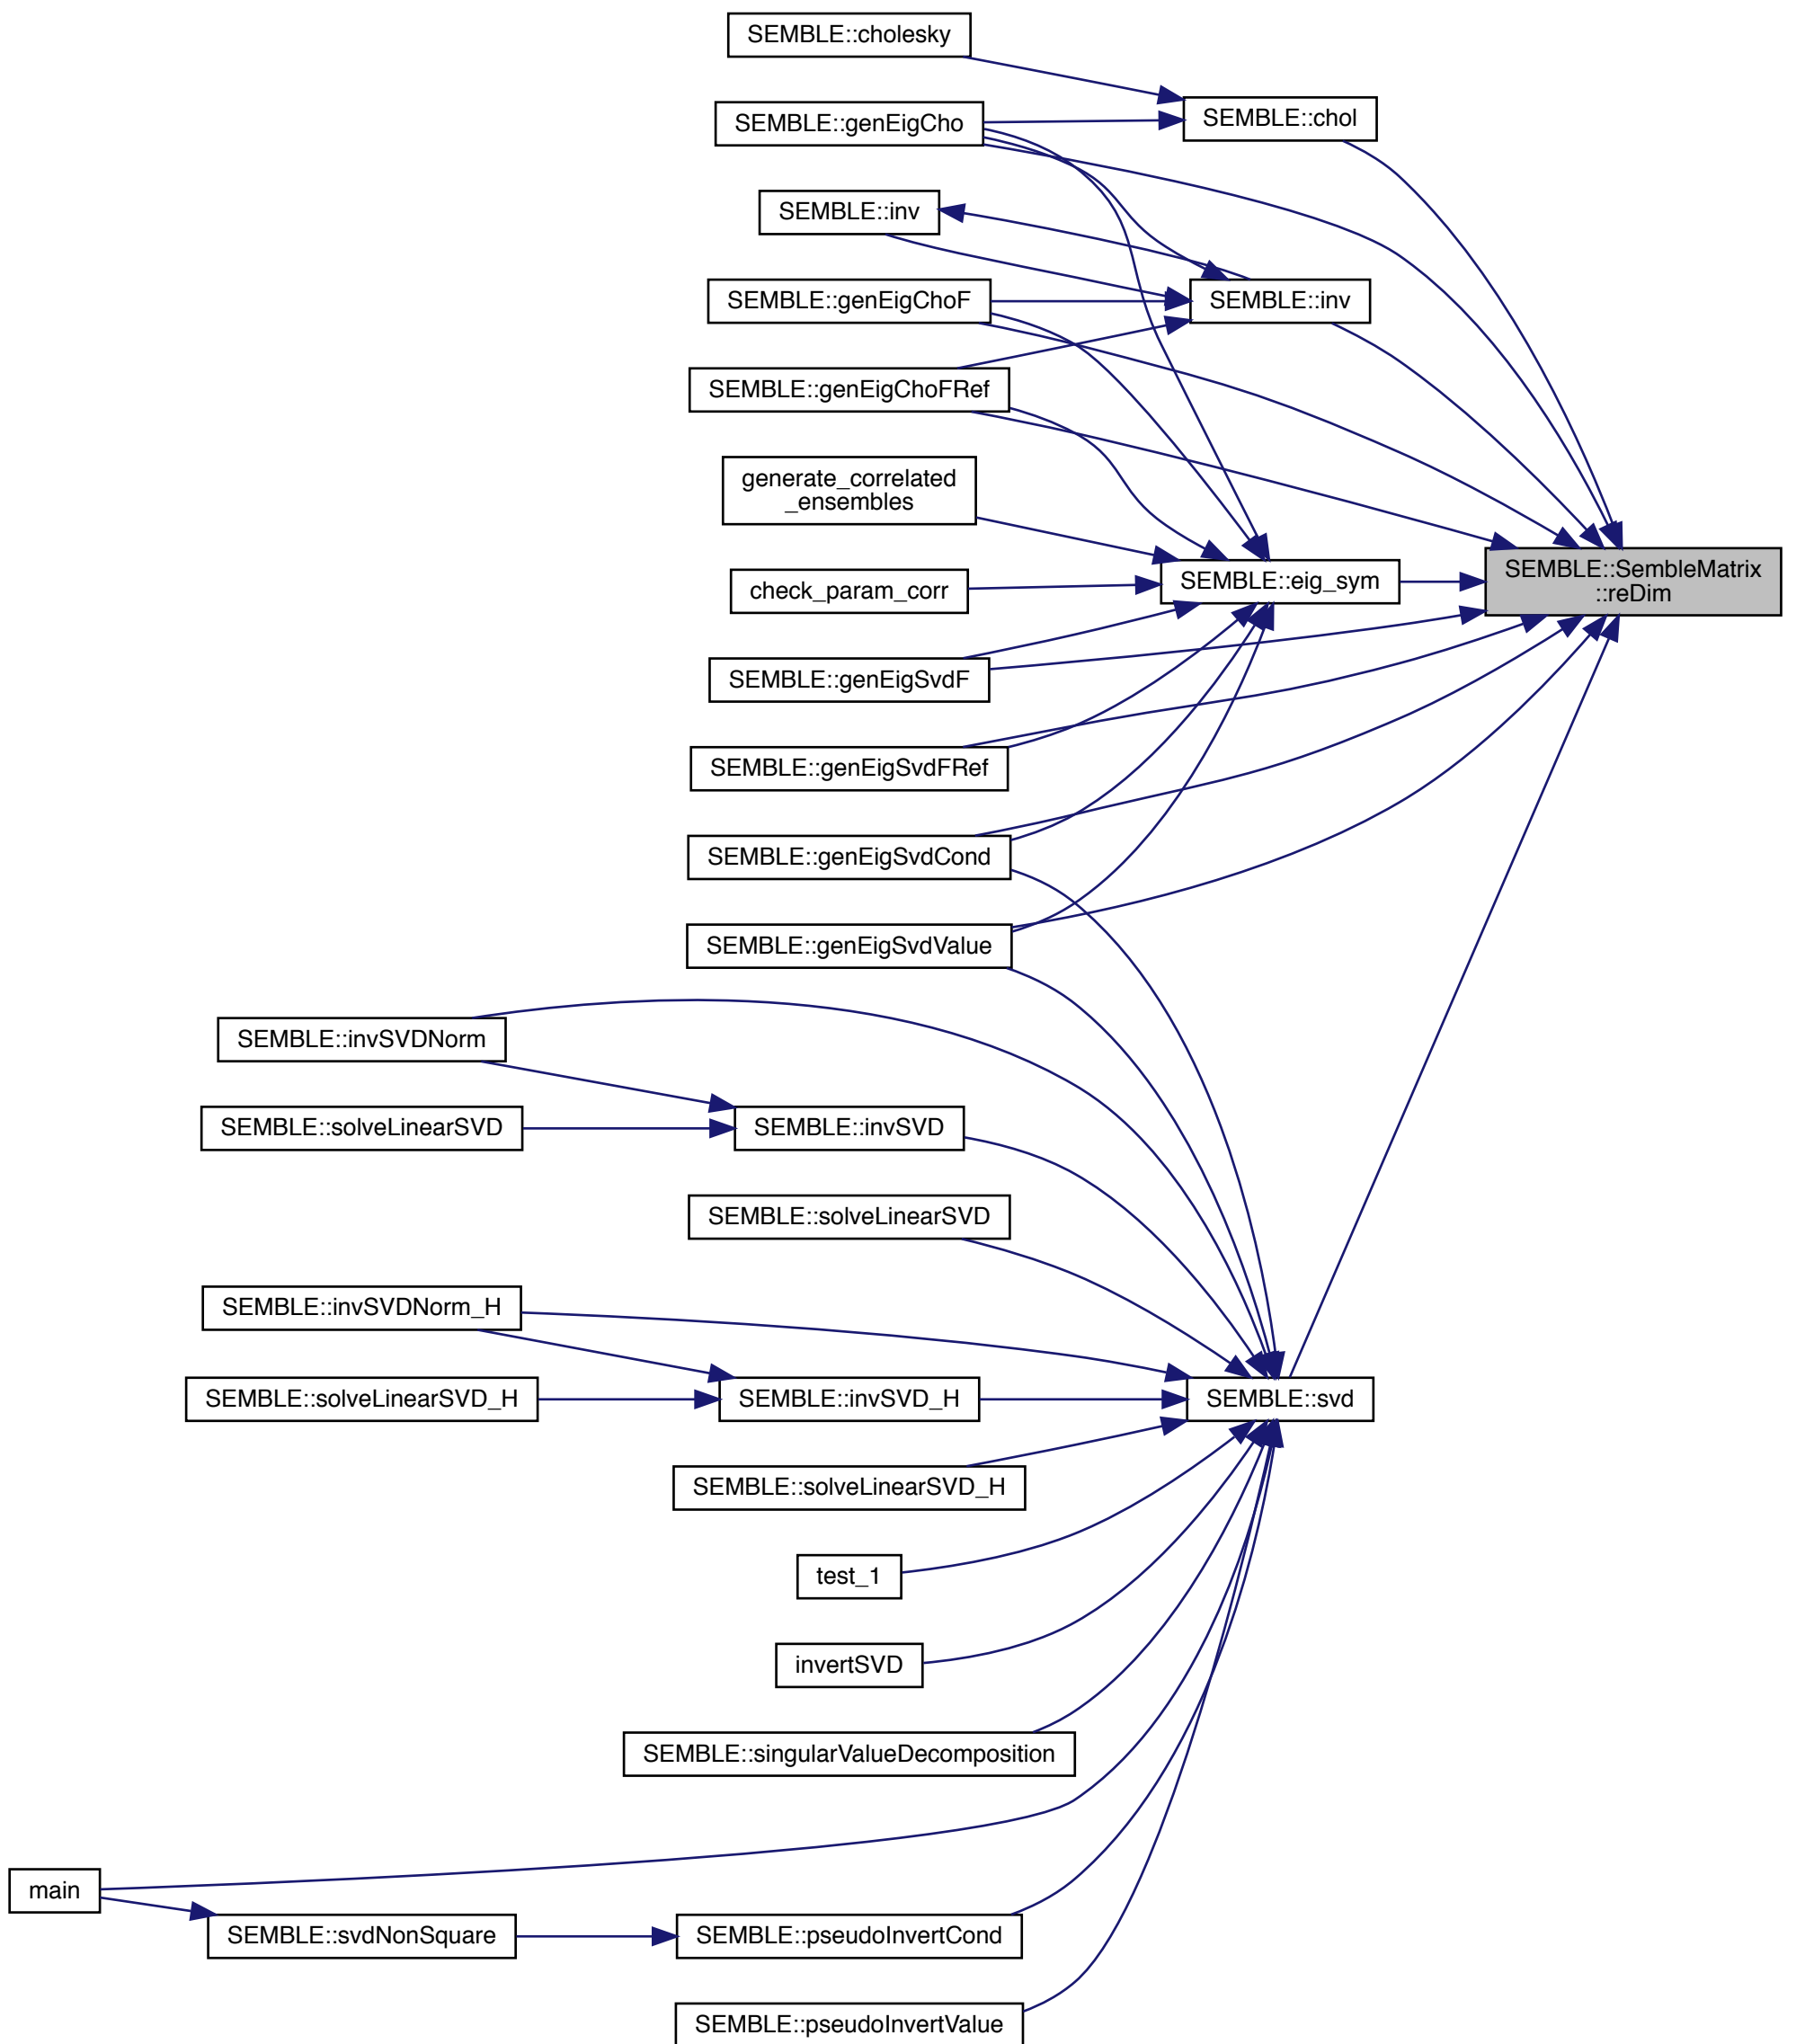 SEMBLE::cholesky
SEMBLE::chol
SEMBLE::genEigCho
SEMBLE::inv
SEMBLE::genEigChoF
SEMBLE::inv
SEMBLE::genEigChoFRef
generate_correlated
_ensembles
SEMBLE::SembleMatrix
::reDim
SEMBLE::eig_sym
check_param_corr
SEMBLE::genEigSvdF
SEMBLE::genEigSvdFRef
SEMBLE::genEigSvdCond
SEMBLE::genEigSvdValue
SEMBLE::invSVDNorm
SEMBLE::solveLinearSVD
SEMBLE::invSVD
SEMBLE::solveLinearSVD
SEMBLE::invSVDNorm_H
SEMBLE::solveLinearSVD_H
SEMBLE::invSVD_H
SEMBLE::svd
SEMBLE::solveLinearSVD_H
test_1
invertSVD
SEMBLE::singularValueDecomposition
main
SEMBLE::svdNonSquare
SEMBLE::pseudoInvertCond
SEMBLE::pseudoInvertValue